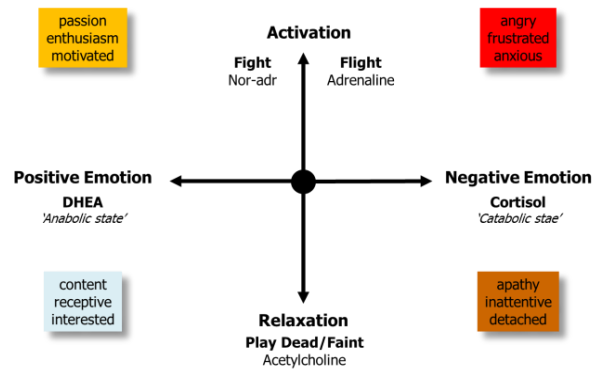 passion
enthusiasm
motivated
Activation
angry
frustrated
anxious
Fight
Nor-adr
Flight
Adrenaline
Positive Emotion
DHEA
'Anabolic state'
Negative Emotion
Cortisol
'Catabolic stae'
content
receptive
interested
Relaxation
Play Dead/Faint
Acetylcholine
apathy
inattentive
detached